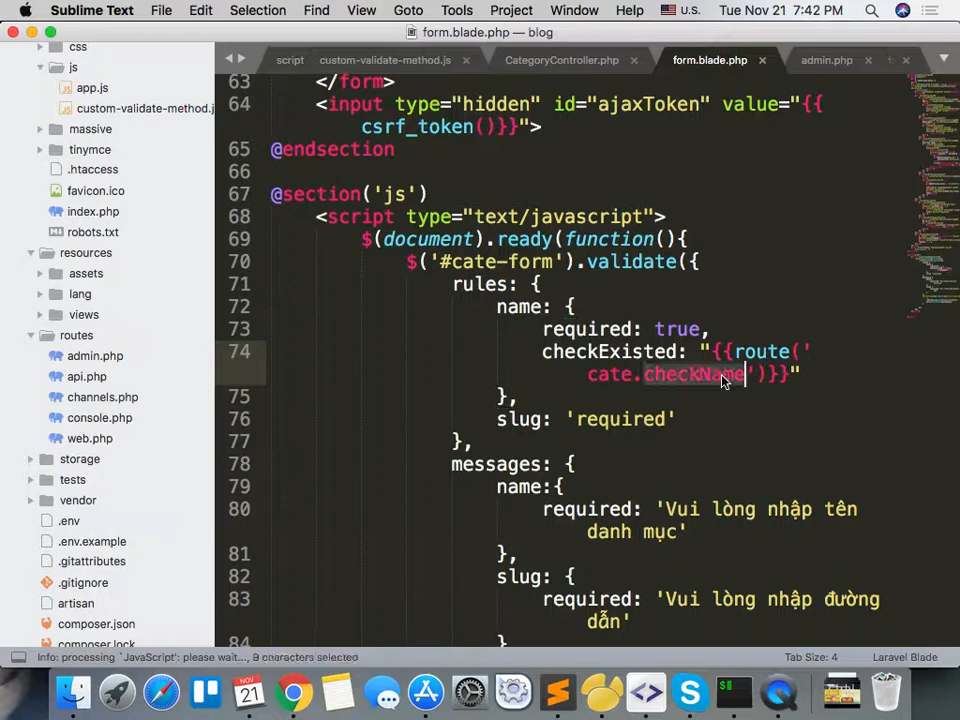 Sublime Text File Edit Selection Find View Goto Tools Project Window Help U.S. Tue Nov 21 7:42 PM
form.blade.php — blog
script custom-validate-method.js CategoryController.php form.blade.php admin.php
css
js
app.js
custom-validate-method.j
massive
tinymce
.htaccess
favicon.ico
index.php
robots.txt
resources
assets
lang
views
routes
admin.php
api.php
channels.php
console.php
web.php
storage
tests
vendor
.env
.env.example
.gitattributes
.gitignore
artisan
composer.json
composer.lock
63 </form>
64 <input type="hidden" id="ajaxToken" value="{{
csrf_token()}}">
65 @endsection
66
67 @section('js')
68 <script type="text/javascript">
69 $(document).ready(function(){
70 $('#cate-form').validate({
71 rules: {
72 name: {
73 required: true,
74 checkExisted: "{{route('
cate.checkName')}}"
75 },
76 slug: 'required'
77 },
78 messages: {
79 name:{
80 required: 'Vui lòng nhập tên
danh mục'
81 },
82 slug: {
83 required: 'Vui lòng nhập đường
dẫn'
84 }
Info: processing `JavaScript`: please wait..., 9 characters selected Tab Size: 4 Laravel Blade
NOV
21